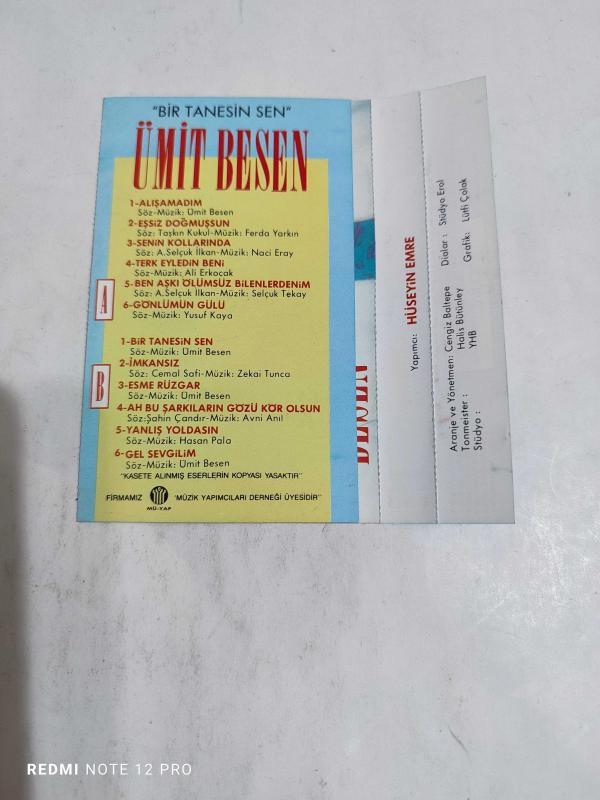 "BİR TANESİN SEN"
ÜMİT BESEN
A
1-ALIŞAMADIM
Söz-Müzik: Ümit Besen
2-EŞSİZ DOĞMUŞSUN
Söz: Taşkın Kukul-Müzik: Ferda Yarkın
3-SENİN KOLLARINDA
Söz: A.Selçuk İlkan-Müzik: Naci Eray
4-TERK EYLEDİN BENİ
Söz-Müzik: Ali Erkocak
5-BEN AŞKI ÖLÜMSÜZ BİLENLERDENİM
Söz: A.Selçuk İlkan-Müzik: Selçuk Tekay
6-GÖNLÜMÜN GÜLÜ
Söz-Müzik: Yusuf Kaya
B
1-BİR TANESİN SEN
Söz-Müzik: Ümit Besen
2-İMKANSIZ
Söz: Cemal Safi-Müzik: Zekai Tunca
3-ESME RÜZGAR
Söz-Müzik: Ümit Besen
4-AH BU ŞARKILARIN GÖZÜ KÖR OLSUN
Söz:Şahin Çandır-Müzik: Avni Anıl
5-YANLIŞ YOLDASIN
Söz-Müzik: Hasan Pala
6-GEL SEVGİLİM
Söz-Müzik: Ümit Besen
"KASETE ALINMIŞ ESERLERİN KOPYASI YASAKTIR"
FİRMAMIZ MÜ-YAP 'MÜZİK YAPIMCILARI DERNEĞİ ÜYESİDİR"
BESEN
Yapımcı: HÜSEYİN EMRE
Aranje ve Yönetmen: Cengiz Baltepe
Tonmeister : Halis Bütünley
Stüdyo : YHB
Dialar : Stüdyo Erol
Grafik: Lütfi Çolak
REDMI NOTE 12 PRO